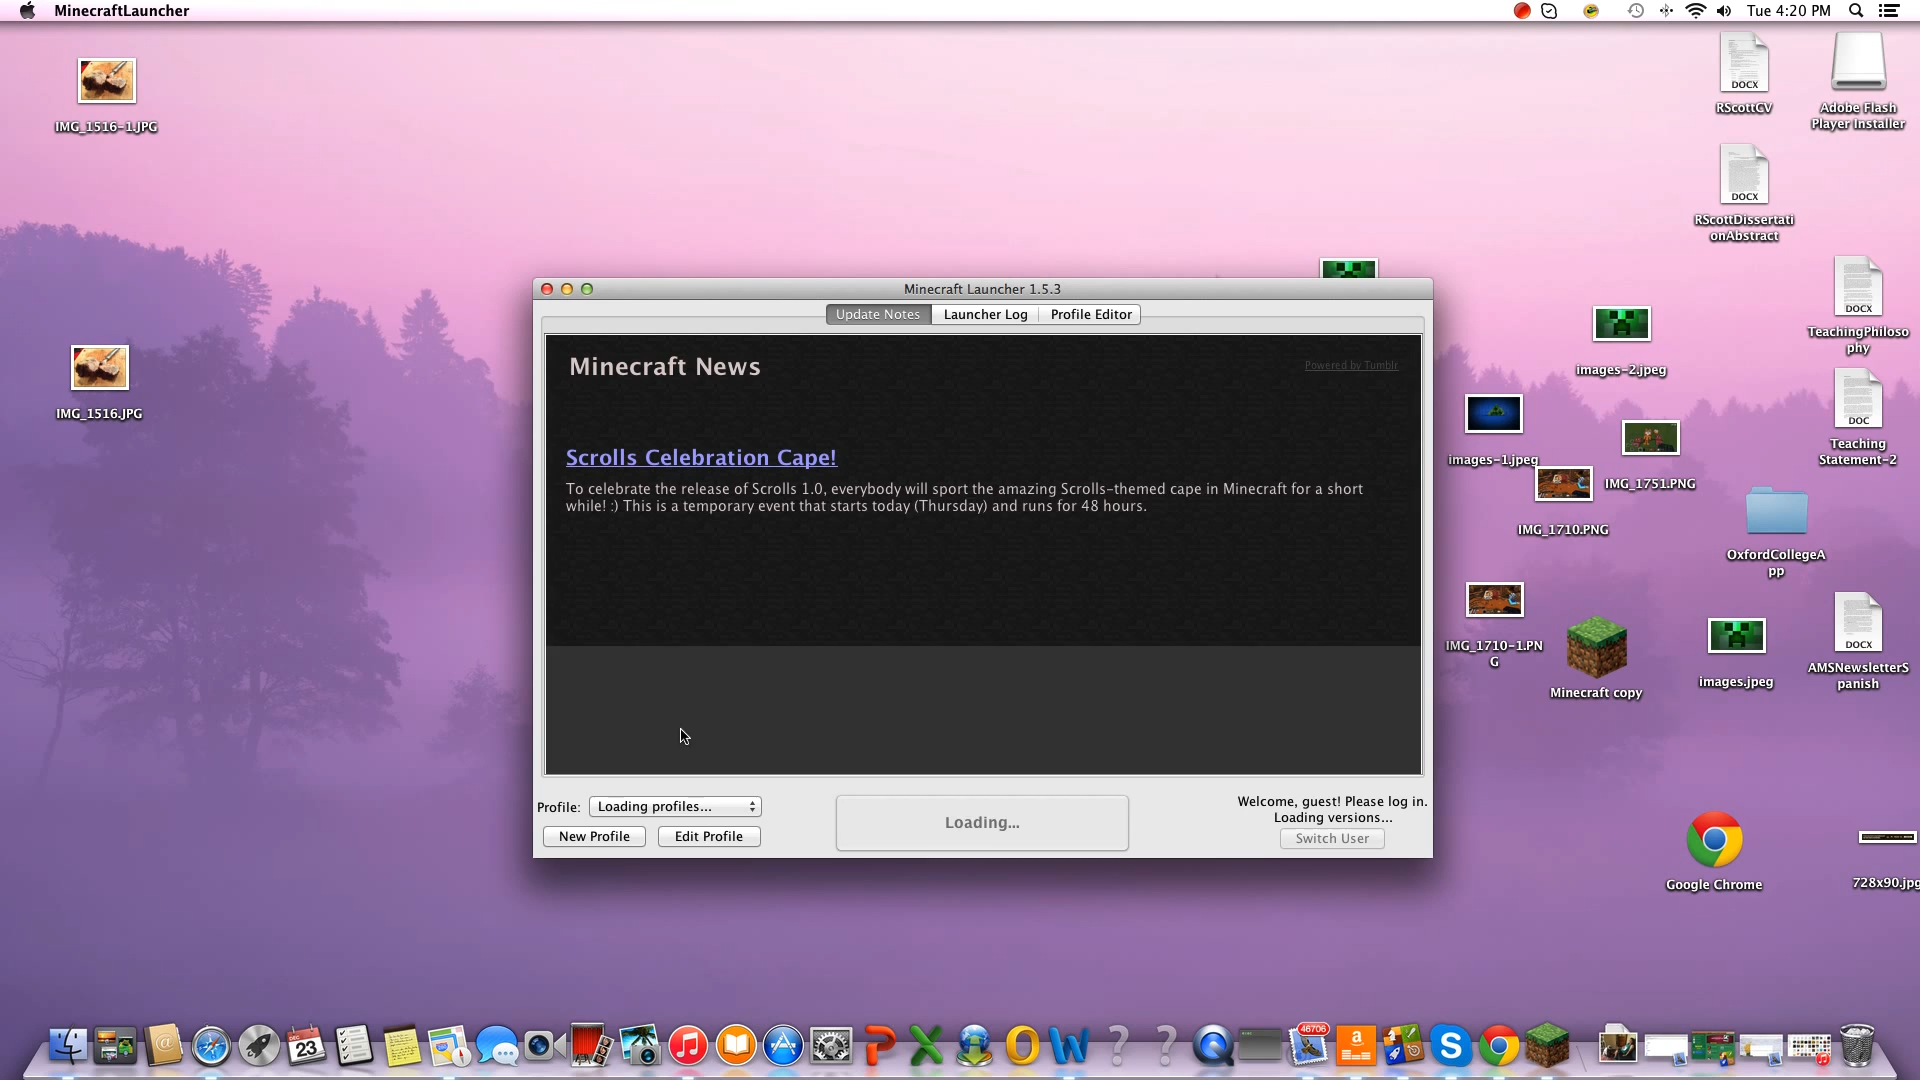 MinecraftLauncher
Tue 4:20 PM
IMG_1516-1.JPG
IMG_1516.JPG
DOCX
RScottCV
Adobe Flash
Player Installer
DOCX
RScottDissertati
onAbstract
DOCX
TeachingPhiloso
phy
images-2.jpeg
images-1.jpeg
IMG_1751.PNG
DOC
Teaching
Statement-2
IMG_1710.PNG
OxfordCollegeA
pp
IMG_1710-1.PN
G
Minecraft copy
images.jpeg
DOCX
AMSNewsletterS
panish
Google Chrome
728x90.jpg
Minecraft Launcher 1.5.3
Update Notes
Launcher Log
Profile Editor
Minecraft News
Powered by Tumblr
Scrolls Celebration Cape!
To celebrate the release of Scrolls 1.0, everybody will sport the amazing Scrolls-themed cape in Minecraft for a short
while! :) This is a temporary event that starts today (Thursday) and runs for 48 hours.
Profile:
Loading profiles...
New Profile
Edit Profile
Loading...
Welcome, guest! Please log in.
Loading versions...
Switch User
DEC
23
46706